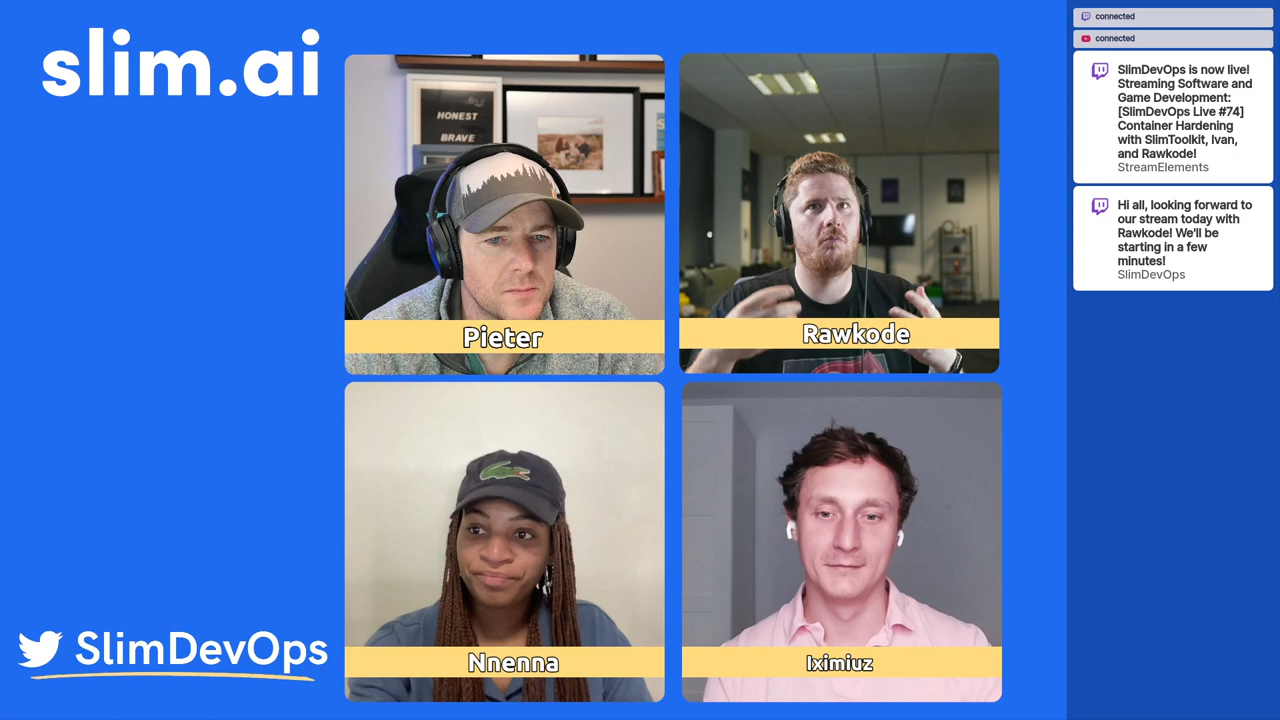 slim.ai
HONEST
BRAVE
Pieter
Rawkode
Nnenna
Iximiuz
SlimDevOps
connected
connected
SlimDevOps is now live!
Streaming Software and
Game Development:
[SlimDevOps Live #74]
Container Hardening
with SlimToolkit, Ivan,
and Rawkode!
StreamElements
Hi all, looking forward to
our stream today with
Rawkode! We'll be
starting in a few
minutes!
SlimDevOps